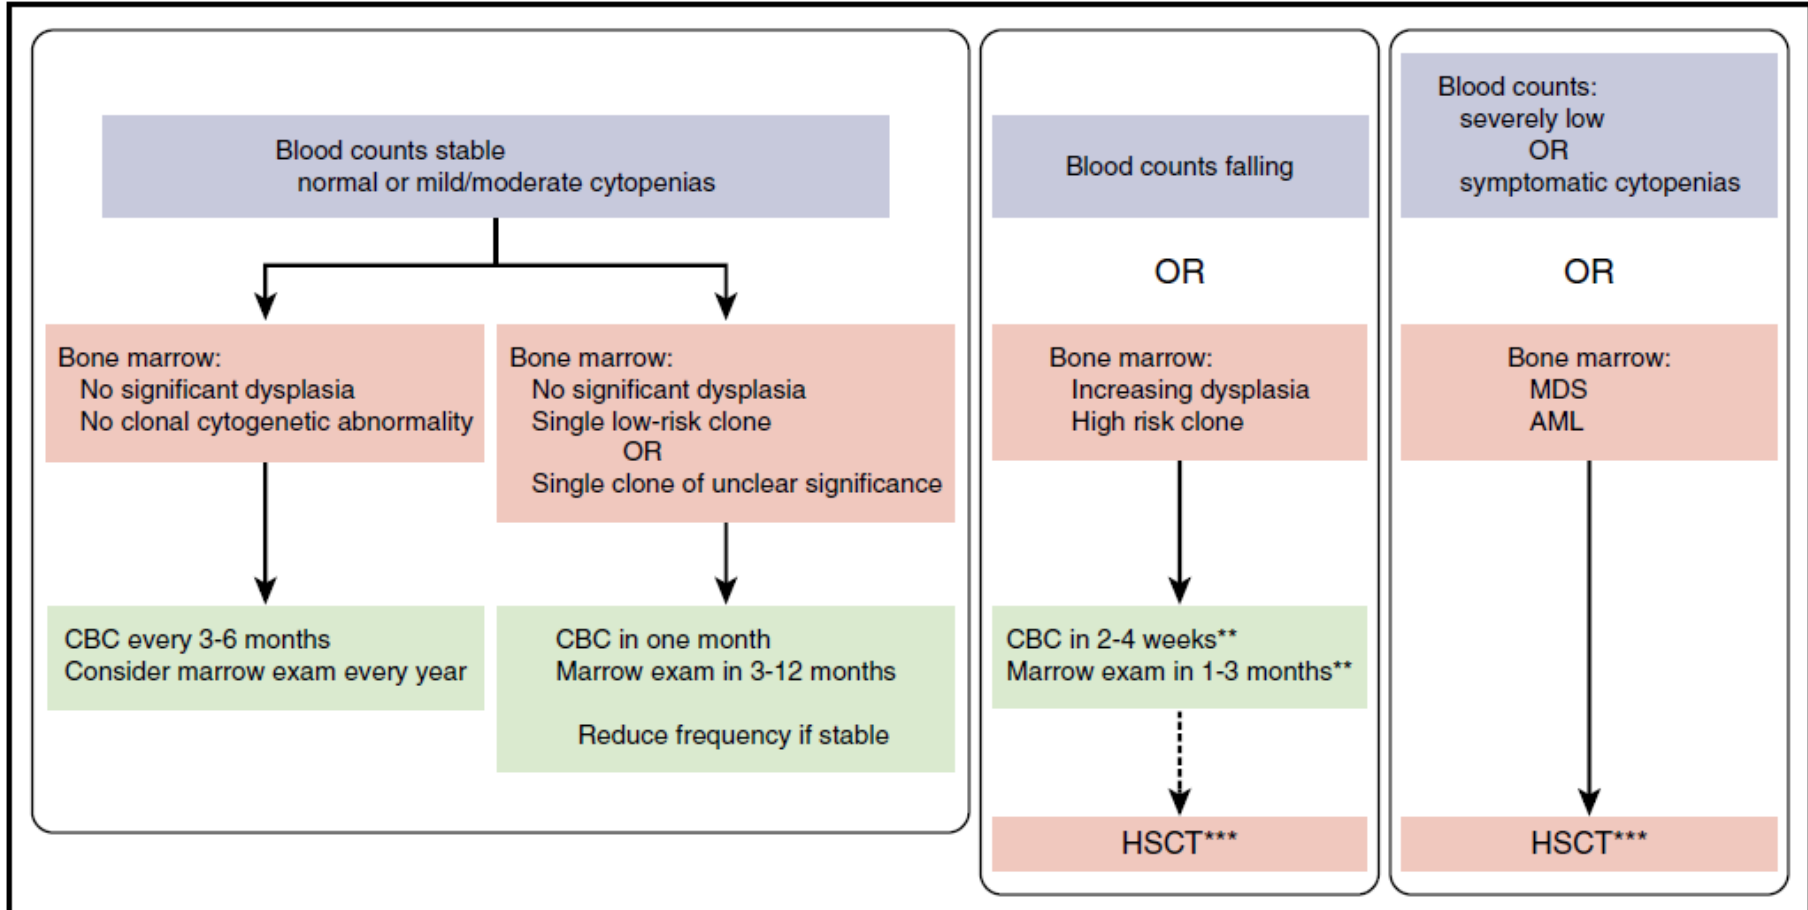 Blood counts stable
normal or mild/moderate cytopenias
Bone marrow:
No significant dysplasia
No clonal cytogenetic abnormality
CBC every 3-6 months
Consider marrow exam every year
Bone marrow:
No significant dysplasia
Single low-risk clone
OR
Single clone of unclear significance
CBC in one month
Marrow exam in 3-12 months
Reduce frequency if stable
Blood counts falling
OR
Bone marrow:
Increasing dysplasia
High risk clone
CBC in 2-4 weeks**
Marrow exam in 1-3 months**
HSCT***
Blood counts:
severely low
OR
symptomatic cytopenias
OR
Bone marrow:
MDS
AML
HSCT***